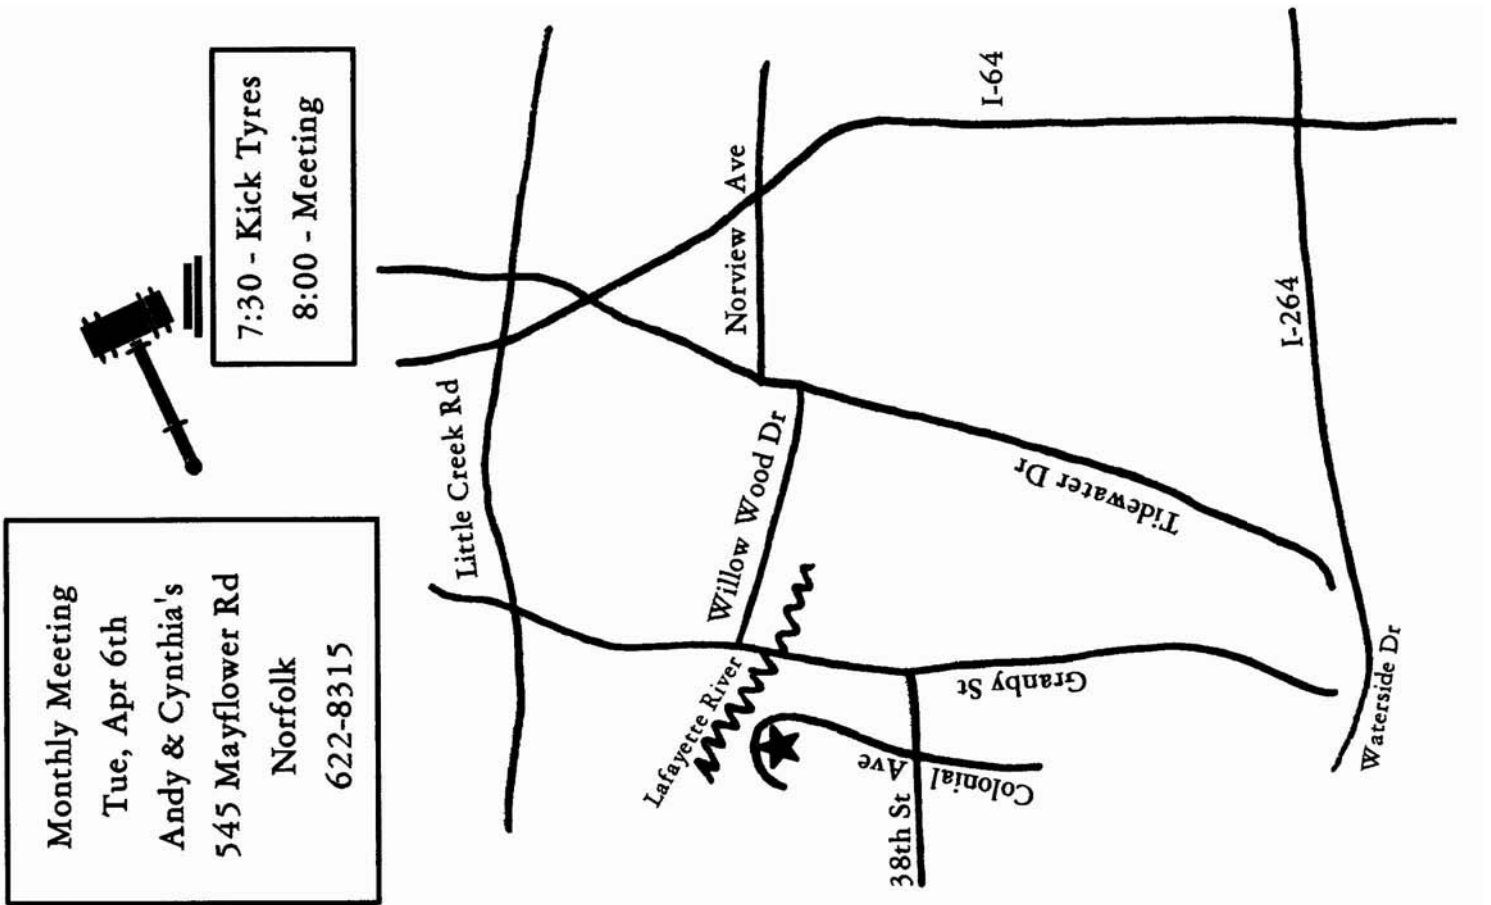 Monthly Meeting
Tue, Apr 6th
Andy & Cynthia's
545 Mayflower Rd
Norfolk
622-8315
7:30 - Kick Tyres
8:00 - Meeting
Little Creek Rd
Norview Ave
I-64
Willow Wood Dr
Tidewater Dr
I-264
Lafayette River
Granby St
Colonial Ave
38th St
Waterside Dr